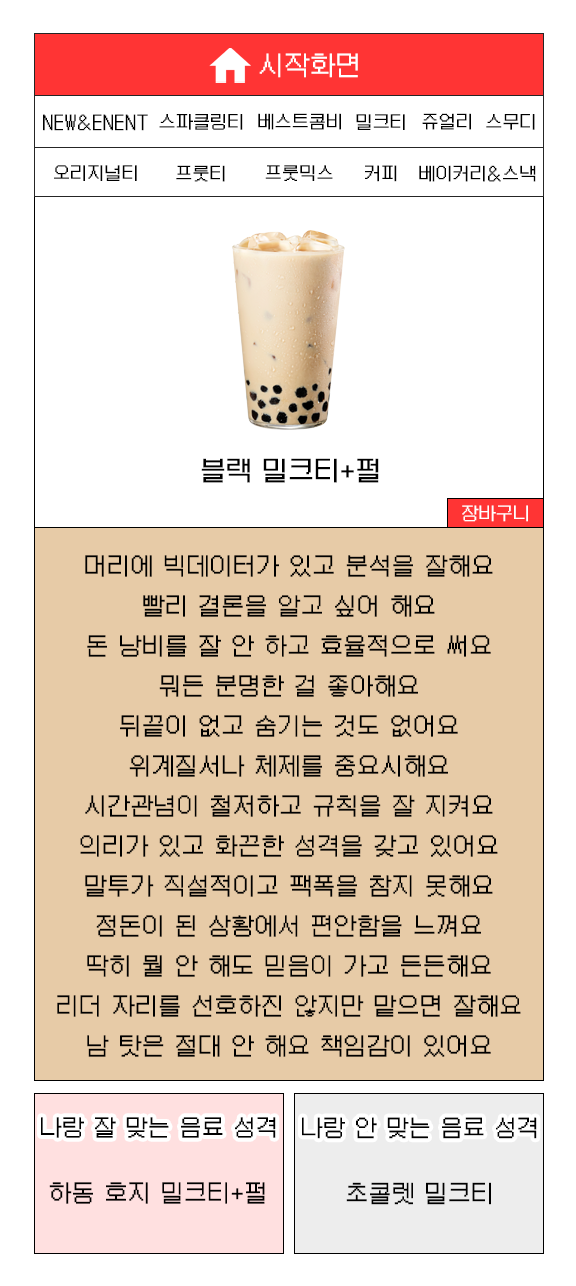 시작화면
NEW&ENENT 스파클링티 베스트콤비 밀크티 쥬얼리 스무디
오리지널티 프룻티 프룻믹스 커피 베이커리&스낵
블랙 밀크티+펄
장바구니
머리에 빅데이터가 있고 분석을 잘해요
빨리 결론을 알고 싶어 해요
돈 낭비를 잘 안 하고 효율적으로 써요
뭐든 분명한 걸 좋아해요
뒤끝이 없고 숨기는 것도 없어요
위계질서나 체제를 중요시해요
시간관념이 철저하고 규칙을 잘 지켜요
의리가 있고 화끈한 성격을 갖고 있어요
말투가 직설적이고 팩폭을 참지 못해요
정돈이 된 상황에서 편안함을 느껴요
딱히 뭘 안 해도 믿음이 가고 든든해요
리더 자리를 선호하진 않지만 맡으면 잘해요
남 탓은 절대 안 해요 책임감이 있어요
나랑 잘 맞는 음료 성격
하동 호지 밀크티+펄
나랑 안 맞는 음료 성격
초콜렛 밀크티